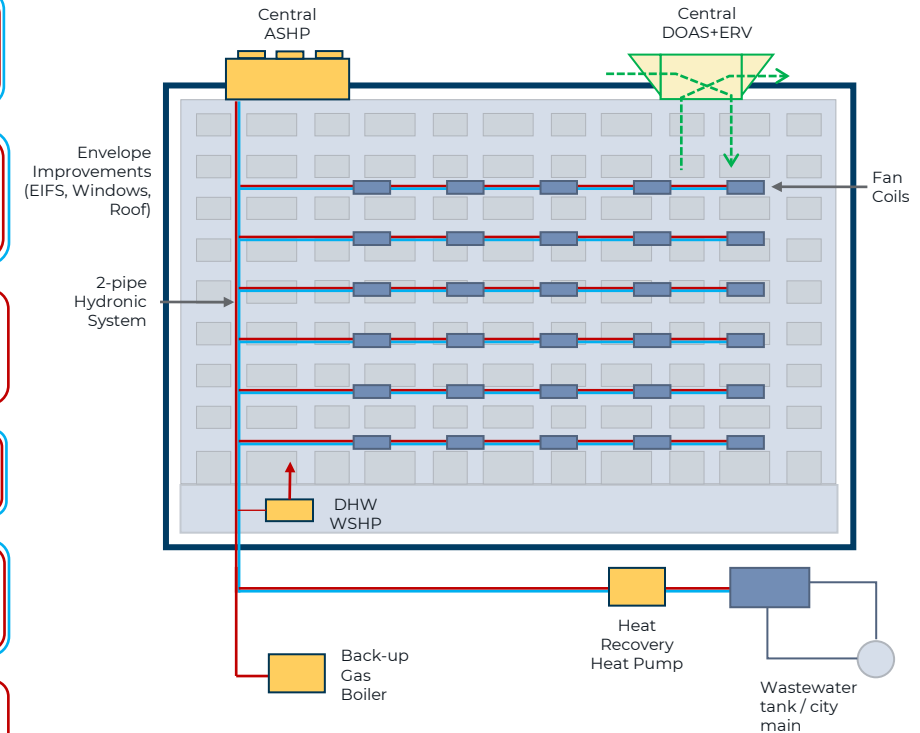 Central
ASHP
Central
DOAS+ERV
Envelope
Improvements
(EIFS, Windows,
Roof)
Fan
Coils
2-pipe
Hydronic
System
DHW
WSHP
Heat
Recovery
Heat Pump
Back-up
Gas
Boiler
Wastewater
tank / city
main